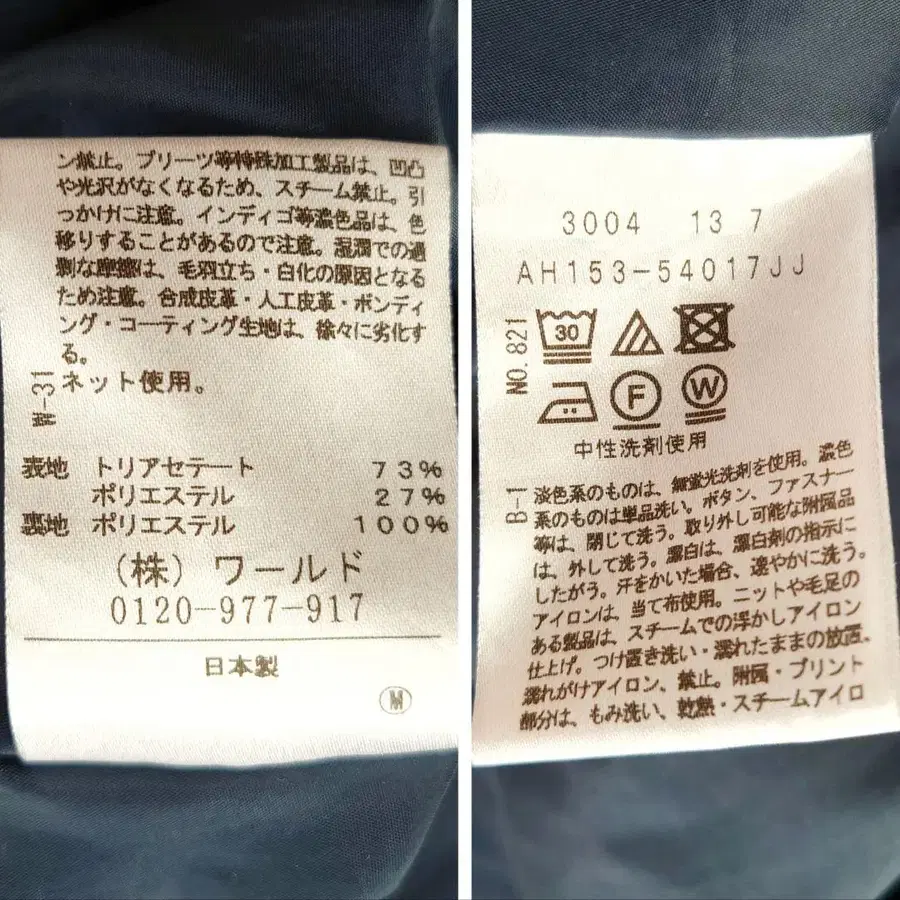 ン禁止。プリーツ等特殊加工製品は、凹凸
や光沢がなくなるため、スチーム禁止。引
っかけに注意。インディゴ等濃色品は、色
移りすることがあるので注意。湿潤での過
剰な摩擦は、毛羽立ち・白化の原因となる
ため注意。合成皮革・人工皮革・ボンディ
ング・コーティング生地は、徐々に劣化す
る。
W-31 ネット使用。
表地 トリアセテート 73%
ポリエステル 27%
裏地 ポリエステル 100%
(株) ワールド
0120-977-917
日本製
M
3004 13 7
AH153-54017JJ
NO.821
30
F W
中性洗剤使用
B-1 淡色系のものは、無蛍光洗剤を使用。濃色
系のものは単品洗い。ボタン、ファスナー
等は、閉じて洗う。取り外し可能な附属品
は、外して洗う。漂白は、漂白剤の指示に
したがう。汗をかいた場合、速やかに洗う。
アイロンは、当て布使用。ニットや毛足の
ある製品は、スチームでの浮かしアイロン
仕上げ。つけ置き洗い・濡れたままの放置、
濡れがけアイロン、禁止。附属・プリント
部分は、もみ洗い、乾熱・スチームアイロ